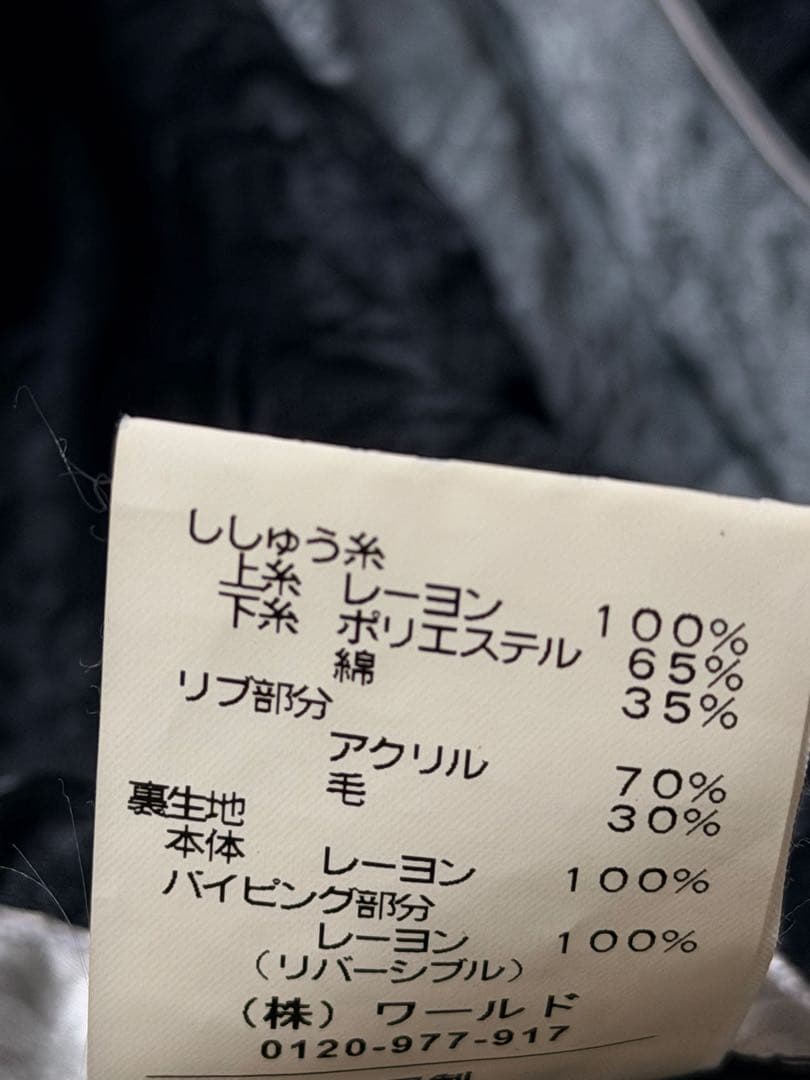 ししゅう糸
上糸 レーヨン 100%
下糸 ポリエステル 65%
綿 35%
リブ部分
アクリル 70%
毛 30%
裏生地
本体 レーヨン 100%
パイピング部分
レーヨン 100%
(リバーシブル)
(株) ワールド
0120-977-917